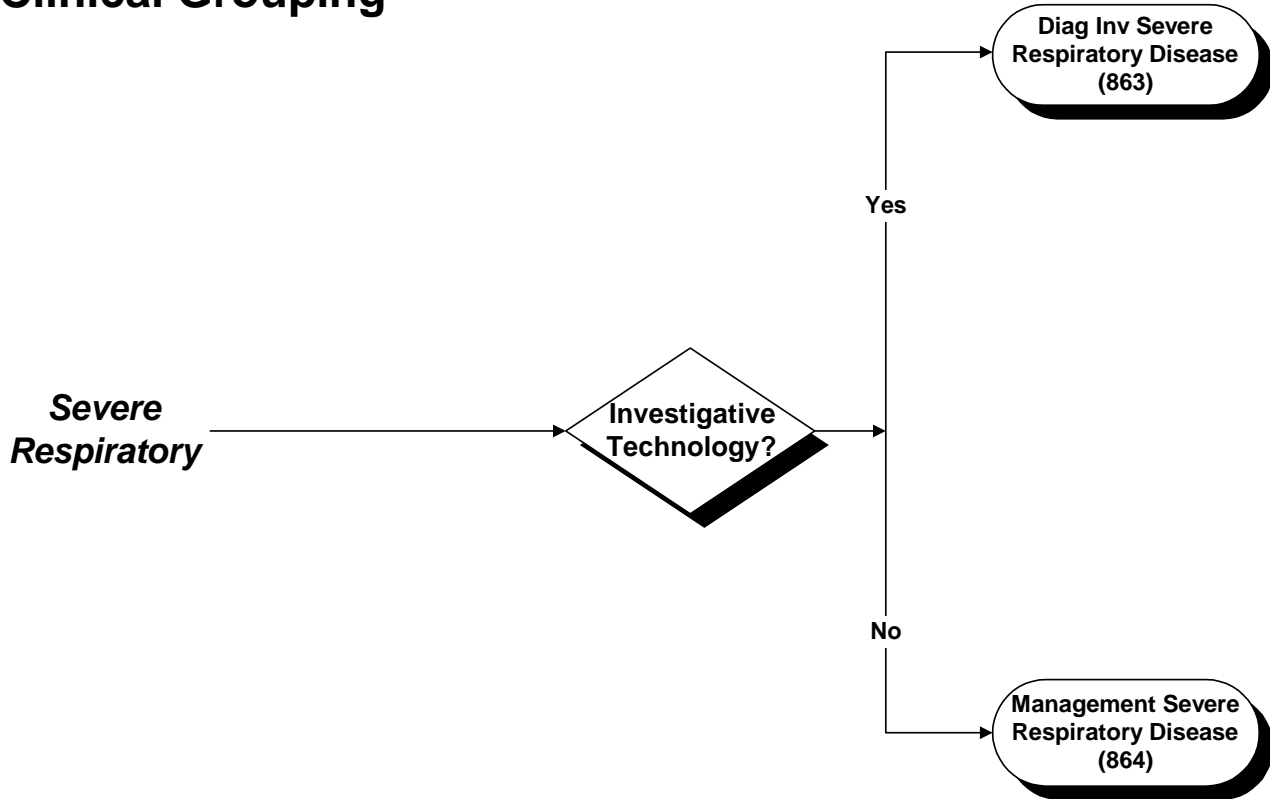 Clinical Grouping
Diag Inv Severe
Respiratory Disease
(863)
Yes
Severe
Respiratory
Investigative
Technology?
No
Management Severe
Respiratory Disease
(864)